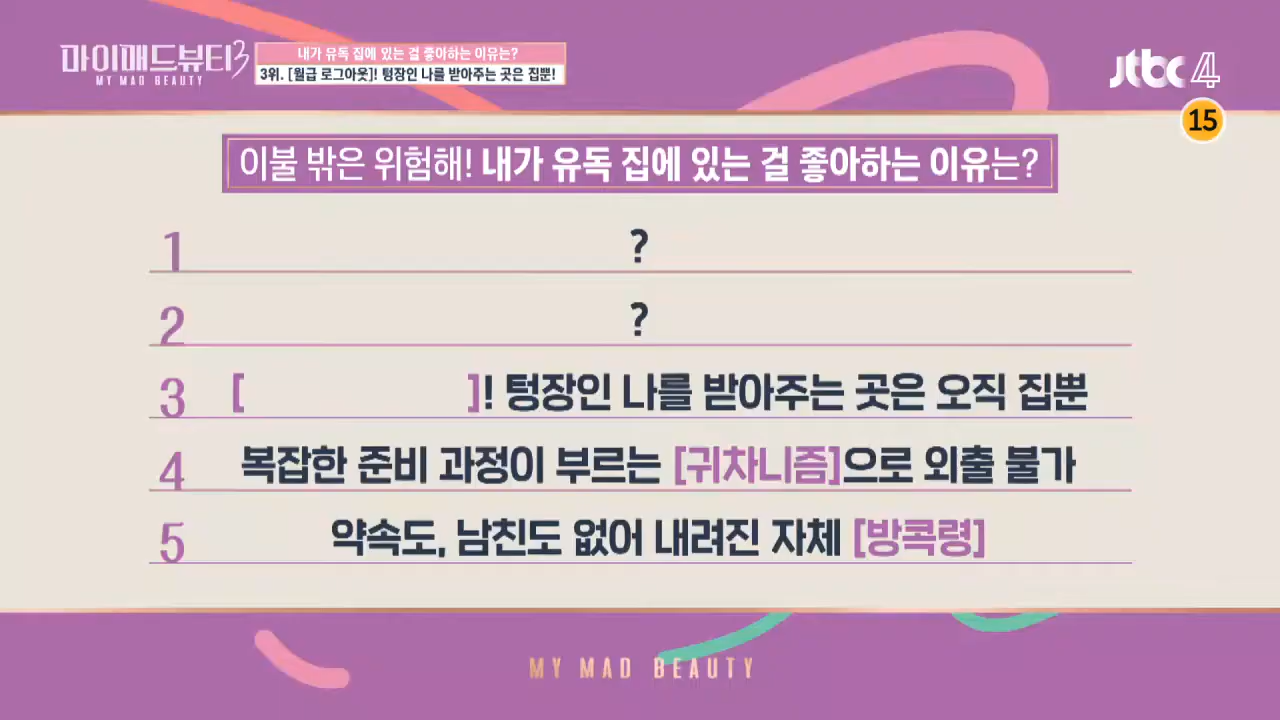 마이매드뷰티3
MY MAD BEAUTY
내가 유독 집에 있는 걸 좋아하는 이유는?
3위. [월급 로그아웃]! 텅장인 나를 받아주는 곳은 집뿐!
jtbc 4
15
이불 밖은 위험해! 내가 유독 집에 있는 걸 좋아하는 이유는?
1 ?
2 ?
3 [ ]! 텅장인 나를 받아주는 곳은 오직 집뿐
4 복잡한 준비 과정이 부르는 [귀차니즘]으로 외출 불가
5 약속도, 남친도 없어 내려진 자체 [방콕령]
MY MAD BEAUTY